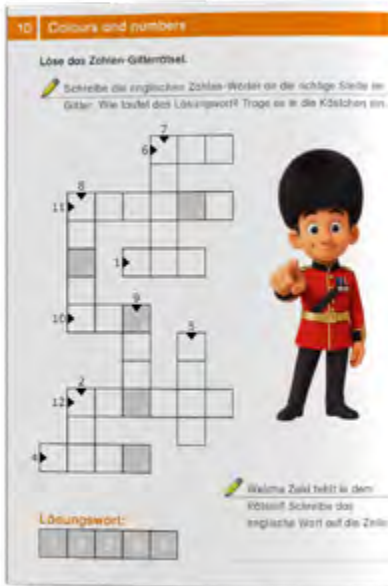 10 Colours and numbers
Löse das Zahlen-Gitterrätsel.
Schreibe die englischen Zahlen-Wörter an die richtige Stelle im
Gitter. Wie lautet das Lösungswort? Trage es in die Kästchen ein.
7
6
8
11
1
9
10
5
2
12
4
Welche Zahl fehlt in dem
Rätsel? Schreibe das
englische Wort auf die Zeile.
Lösungswort: